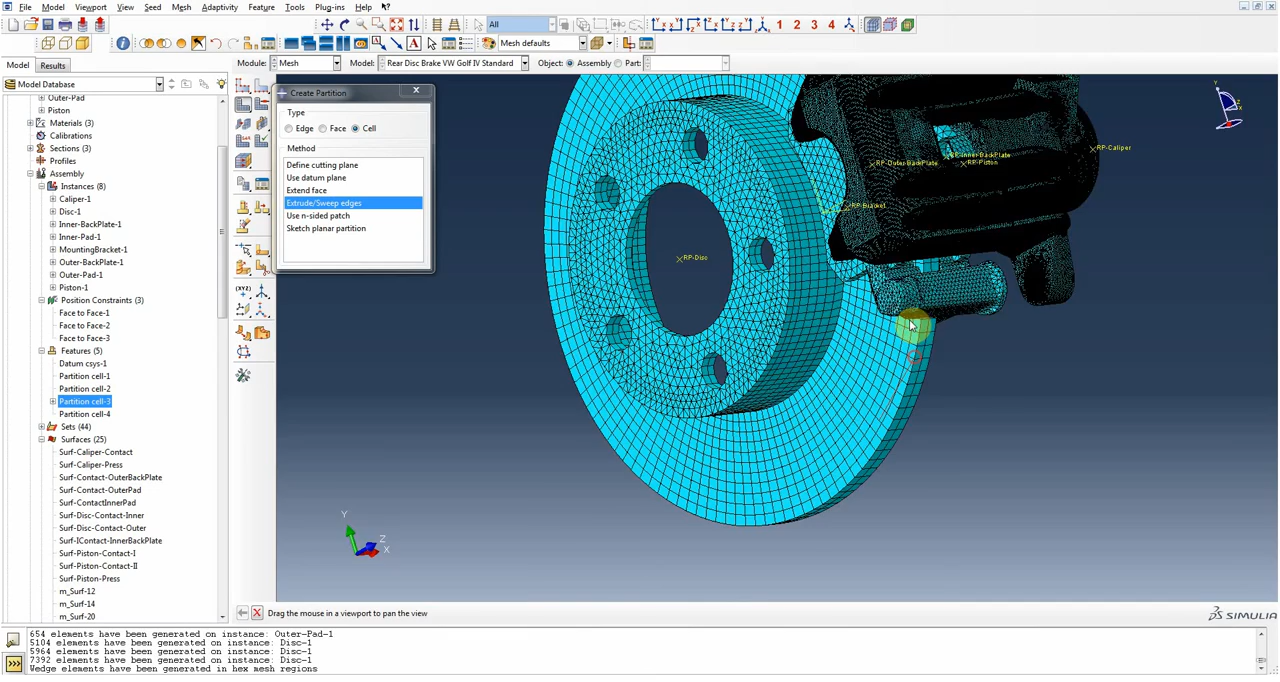 File Model Viewport View Seed Mesh Adaptivity Feature Tools Plug-ins Help
All 1 2 3 4
Mesh defaults
Model Results Module: Mesh Model: Rear Disc Brake VW Golf IV Standard Object: Assembly Part:
Model Database
Outer-Pad
Piston
Materials (3)
Calibrations
Sections (3)
Profiles
Assembly
Instances (8)
Caliper-1
Disc-1
Inner-BackPlate-1
Inner-Pad-1
MountingBracket-1
Outer-BackPlate-1
Outer-Pad-1
Piston-1
Position Constraints (3)
Face to Face-1
Face to Face-2
Face to Face-3
Features (5)
Datum csys-1
Partition cell-1
Partition cell-2
Partition cell-3
Partition cell-4
Sets (44)
Surfaces (25)
Surf-Caliper-Contact
Surf-Caliper-Press
Surf-Contact-OuterBackPlate
Surf-Contact-OuterPad
Surf-ContactInnerPad
Surf-Disc-Contact-Inner
Surf-Disc-Contact-Outer
Surf-IContact-InnerBackPlate
Surf-Piston-Contact-I
Surf-Piston-Contact-II
Surf-Piston-Press
m_Surf-12
m_Surf-14
m_Surf-20
Create Partition
Type
Edge Face Cell
Method
Define cutting plane
Use datum plane
Extend face
Extrude/Sweep edges
Use n-sided patch
Sketch planar partition
RP-Caliper
RP-Inner-BackPlate
RP-Outer-BackPlate
RP-Piston
RP-Bracket
RP-Disc
Y
Z
X
Drag the mouse in a viewport to pan the view
SIMULIA
654 elements have been generated on instance: Outer-Pad-1
5104 elements have been generated on instance: Disc-1
5964 elements have been generated on instance: Disc-1
7392 elements have been generated on instance: Disc-1
Wedge elements have been generated in hex mesh regions